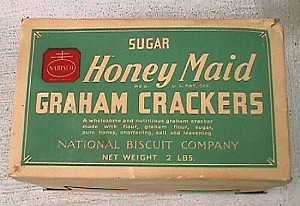 SUGAR
NABISCO
Honey Maid
REG. U.S. PAT. OFF.
GRAHAM CRACKERS
A wholesome and nutritious graham cracker
made with flour, graham flour, sugar,
pure honey, shortening, salt and leavening
NATIONAL BISCUIT COMPANY
NET WEIGHT 2 LBS.